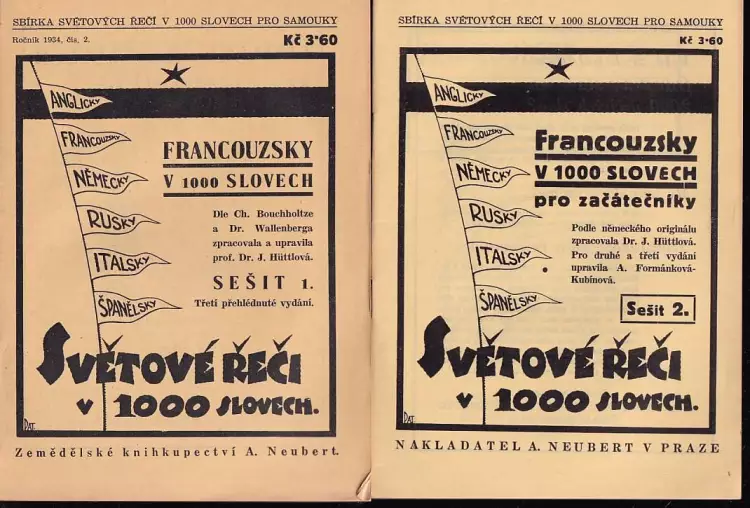 SBÍRKA SVĚTOVÝCH ŘEČÍ V 1000 SLOVECH PRO SAMOUKY
Ročník 1934, čís. 2.
Kč 3·60
ANGLICKY
FRANCOUZSKY
NĚMECKY
RUSKY
ITALSKY
ŠPANĚLSKY
FRANCOUZSKY
V 1000 SLOVECH
Dle Ch. Bouchholtze
a Dr. Wallenberga
zpracovala a upravila
prof. Dr. J. Hüttlová.
SEŠIT 1.
Třetí přehlédnuté vydání.
SVĚTOVÉ ŘEČI
V 1000 SLOVECH.
DAT.
Zemědělské knihkupectví A. Neubert.
SBÍRKA SVĚTOVÝCH ŘEČÍ V 1000 SLOVECH PRO SAMOUKY
Kč 3·60
ANGLICKY
FRANCOUZSKY
NĚMECKY
RUSKY
ITALSKY
ŠPANĚLSKY
Francouzsky
V 1000 SLOVECH
pro začátečníky
Podle německého originálu
zpracovala Dr. J. Hüttlová.
Pro druhé a třetí vydání
upravila A. Formánková-
Kubínová.
Sešit 2.
SVĚTOVÉ ŘEČI
V 1000 SLOVECH.
DAT.
NAKLADATEL A. NEUBERT V PRAZE